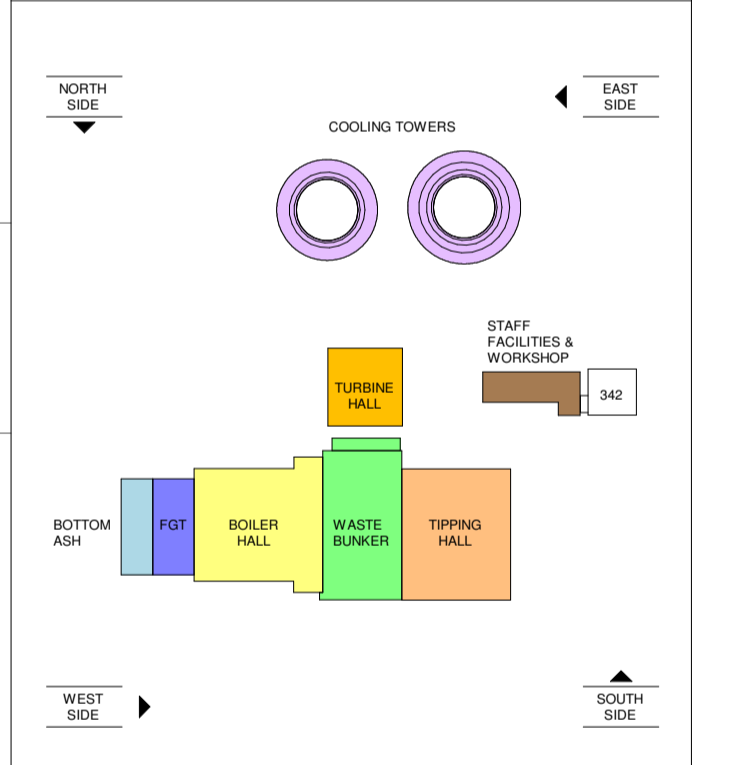 NORTH
SIDE
EAST
SIDE
COOLING TOWERS
STAFF
FACILITIES &
WORKSHOP
342
TURBINE
HALL
BOTTOM
ASH
FGT
BOILER
HALL
WASTE
BUNKER
TIPPING
HALL
WEST
SIDE
SOUTH
SIDE